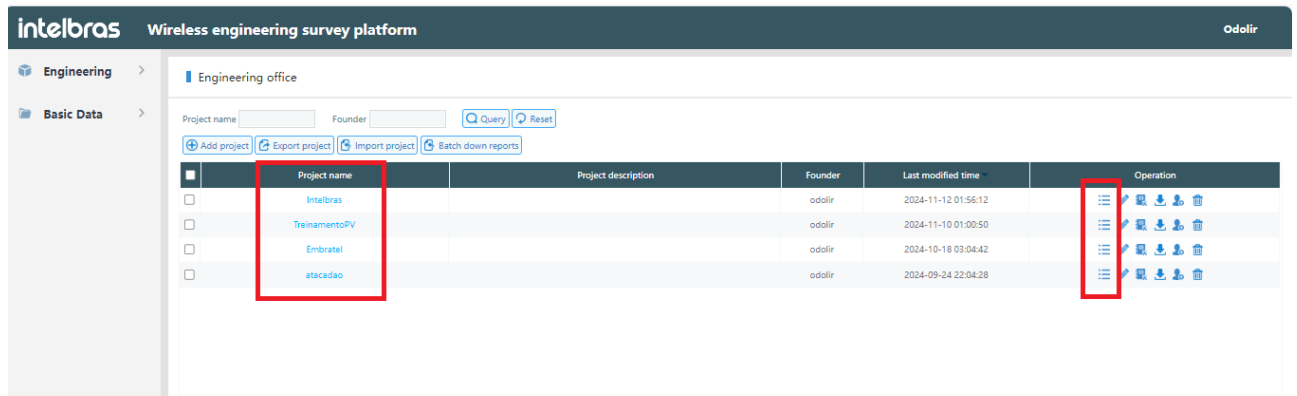 intelbras Wireless engineering survey platform Odolir
Engineering
Basic Data
Engineering office
Project name Founder Query Reset
Add project Export project Import project Batch down reports
Project name Project description Founder Last modified time Operation
Intelbras odolir 2024-11-12 01:56:12
TreinamentoPV odolir 2024-11-10 01:00:50
Embratel odolir 2024-10-18 03:04:42
atacadao odolir 2024-09-24 22:04:28